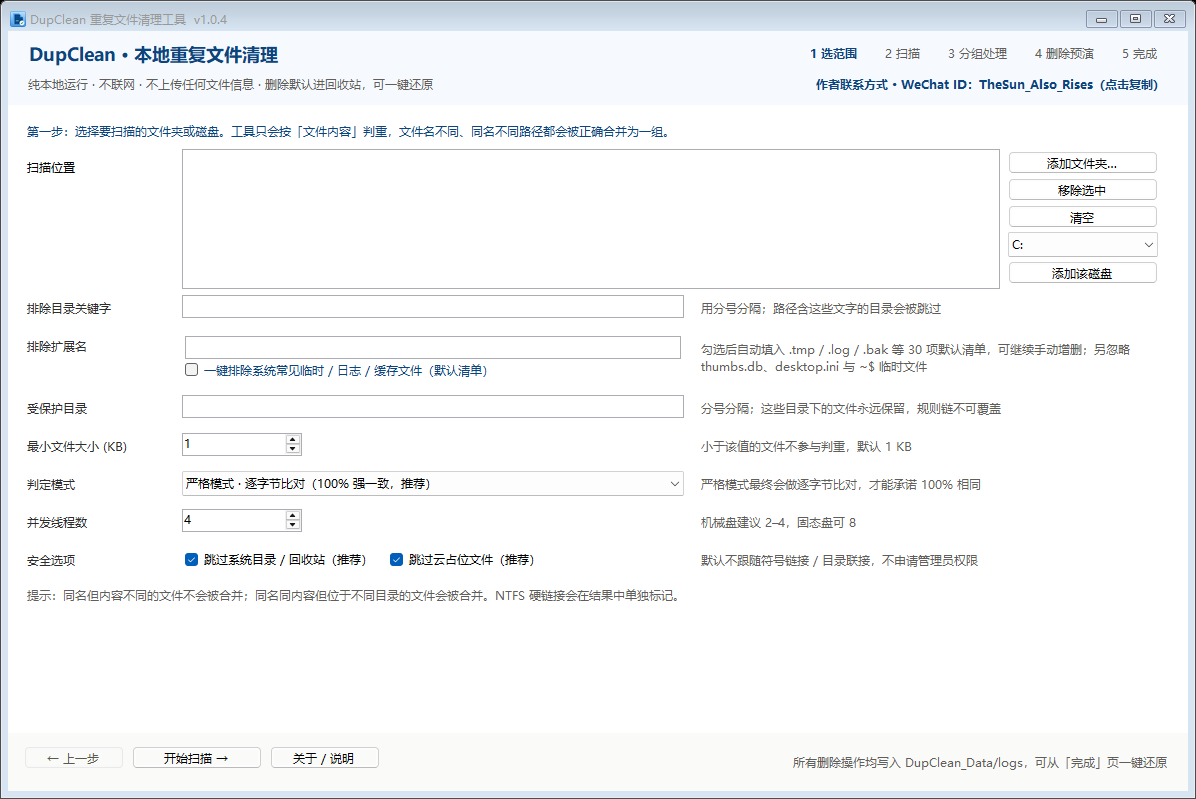 DupClean 重复文件清理工具 v1.0.4
DupClean • 本地重复文件清理
1 选范围 2 扫描 3 分组处理 4 删除预演 5 完成
纯本地运行 · 不联网 · 不上传任何文件信息 · 删除默认进回收站，可一键还原
作者联系方式 • WeChat ID： TheSun_Also_Rises（点击复制）
第一步：选择要扫描的文件夹或磁盘。工具只会按「文件内容」判重，文件名不同、同名不同路径都会被正确合并为一组。
扫描位置
添加文件夹...
移除选中
清空
C:
添加该磁盘
排除目录关键字 用分号分隔；路径含这些文字的目录会被跳过
排除扩展名 勾选后自动填入 .tmp / .log / .bak 等 30 项默认清单，可继续手动增删；另忽略
thumbs.db、desktop.ini 与 ~$ 临时文件
一键排除系统常见临时 / 日志 / 缓存文件（默认清单）
受保护目录 分号分隔；这些目录下的文件永远保留，规则链不可覆盖
最小文件大小 (KB) 1 小于该值的文件不参与判重，默认 1 KB
判定模式 严格模式 · 逐字节比对（100% 强一致，推荐） 严格模式最终会做逐字节比对，才能承诺 100% 相同
并发线程数 4 机械盘建议 2–4，固态盘可 8
安全选项 跳过系统目录 / 回收站（推荐） 跳过云占位文件（推荐） 默认不跟随符号链接 / 目录联接，不申请管理员权限
提示：同名但内容不同的文件不会被合并；同名同内容但位于不同目录的文件会被合并。NTFS 硬链接会在结果中单独标记。
← 上一步 开始扫描 → 关于 / 说明 所有删除操作均写入 DupClean_Data/logs，可从「完成」页一键还原